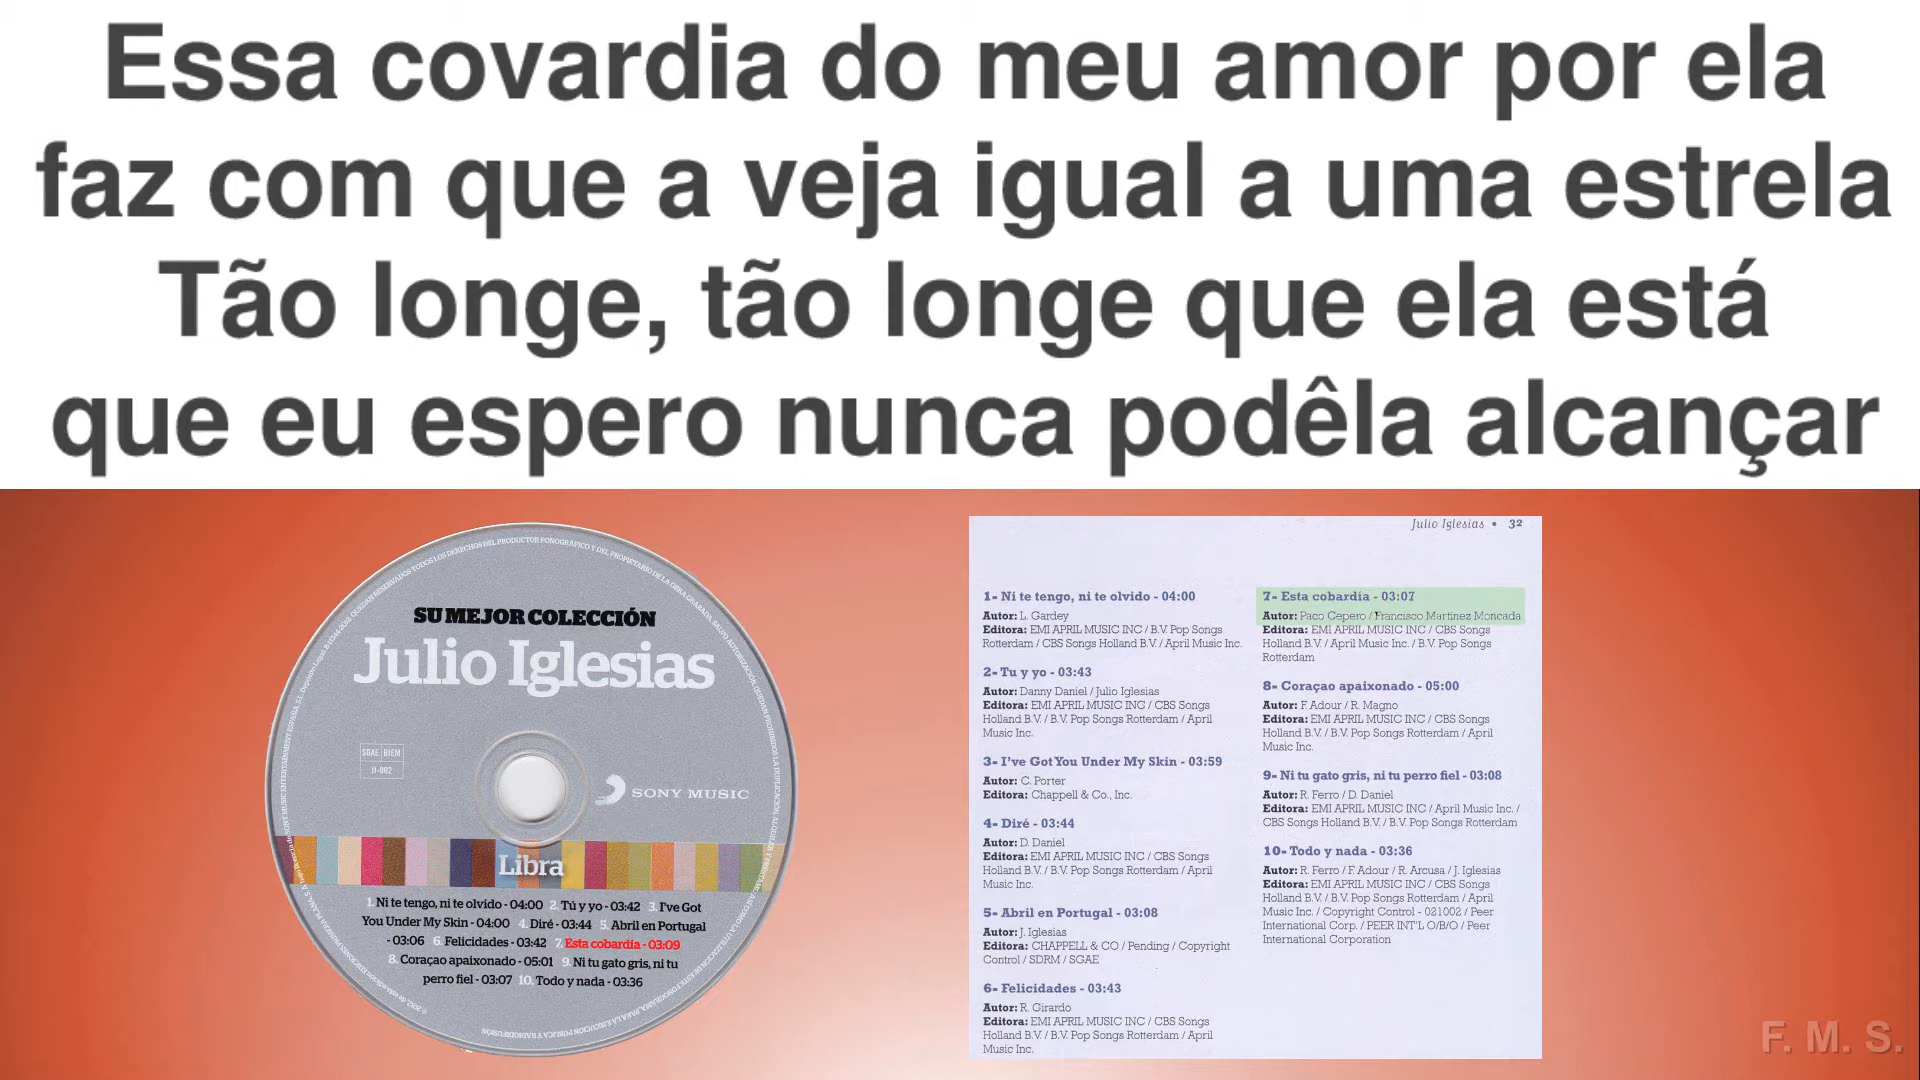 Essa covardia do meu amor por ela
faz com que a veja igual a uma estrela
Tão longe, tão longe que ela está
que eu espero nunca podêla alcançar
SU MEJOR COLECCIÓN
Julio Iglesias
SGAE BIEM
JI-002
SONY MUSIC
Libra
1. Ni te tengo, ni te olvido - 04:00 2. Tú y yo - 03:42 3. I've Got
You Under My Skin - 04:00 4. Diré - 03:44 5. Abril en Portugal
- 03:06 6. Felicidades - 03:42 7. Esta cobardía - 03:09
8. Coraçao apaixonado - 05:01 9. Ni tu gato gris, ni tu
perro fiel - 03:07 10. Todo y nada - 03:36
Julio Iglesias • 32
1- Ni te tengo, ni te olvido - 04:00
Autor: L. Gardey
Editora: EMI APRIL MUSIC INC / B.V. Pop Songs
Rotterdam / CBS Songs Holland B.V. / April Music Inc.
2- Tu y yo - 03:43
Autor: Danny Daniel / Julio Iglesias
Editora: EMI APRIL MUSIC INC / CBS Songs
Holland B.V. / B.V. Pop Songs Rotterdam / April
Music Inc.
3- I've Got You Under My Skin - 03:59
Autor: C. Porter
Editora: Chappell & Co., Inc.
4- Diré - 03:44
Autor: D. Daniel
Editora: EMI APRIL MUSIC INC / CBS Songs
Holland B.V. / B.V. Pop Songs Rotterdam / April
Music Inc.
5- Abril en Portugal - 03:08
Autor: J. Iglesias
Editora: CHAPPELL & CO / Pending / Copyright
Control / SDRM / SGAE
6- Felicidades - 03:43
Autor: R. Girardo
Editora: EMI APRIL MUSIC INC / CBS Songs
Holland B.V. / B.V. Pop Songs Rotterdam / April
Music Inc.
7- Esta cobardia - 03:07
Autor: Paco Cepero / Francisco Martinez Moncada
Editora: EMI APRIL MUSIC INC / CBS Songs
Holland B.V. / April Music Inc. / B.V. Pop Songs
Rotterdam
8- Coraçao apaixonado - 05:00
Autor: F. Adour / R. Magno
Editora: EMI APRIL MUSIC INC / CBS Songs
Holland B.V. / B.V. Pop Songs Rotterdam / April
Music Inc.
9- Ni tu gato gris, ni tu perro fiel - 03:08
Autor: R. Ferro / D. Daniel
Editora: EMI APRIL MUSIC INC / April Music Inc. /
CBS Songs Holland B.V. / B.V. Pop Songs Rotterdam
10- Todo y nada - 03:36
Autor: R. Ferro / F. Adour / R. Arcusa / J. Iglesias
Editora: EMI APRIL MUSIC INC / CBS Songs
Holland B.V. / B.V. Pop Songs Rotterdam / April
Music Inc. / Copyright Control - 021002 / Peer
International Corp. / PEER INT'L O/B/O / Peer
International Corporation
F. M. S.